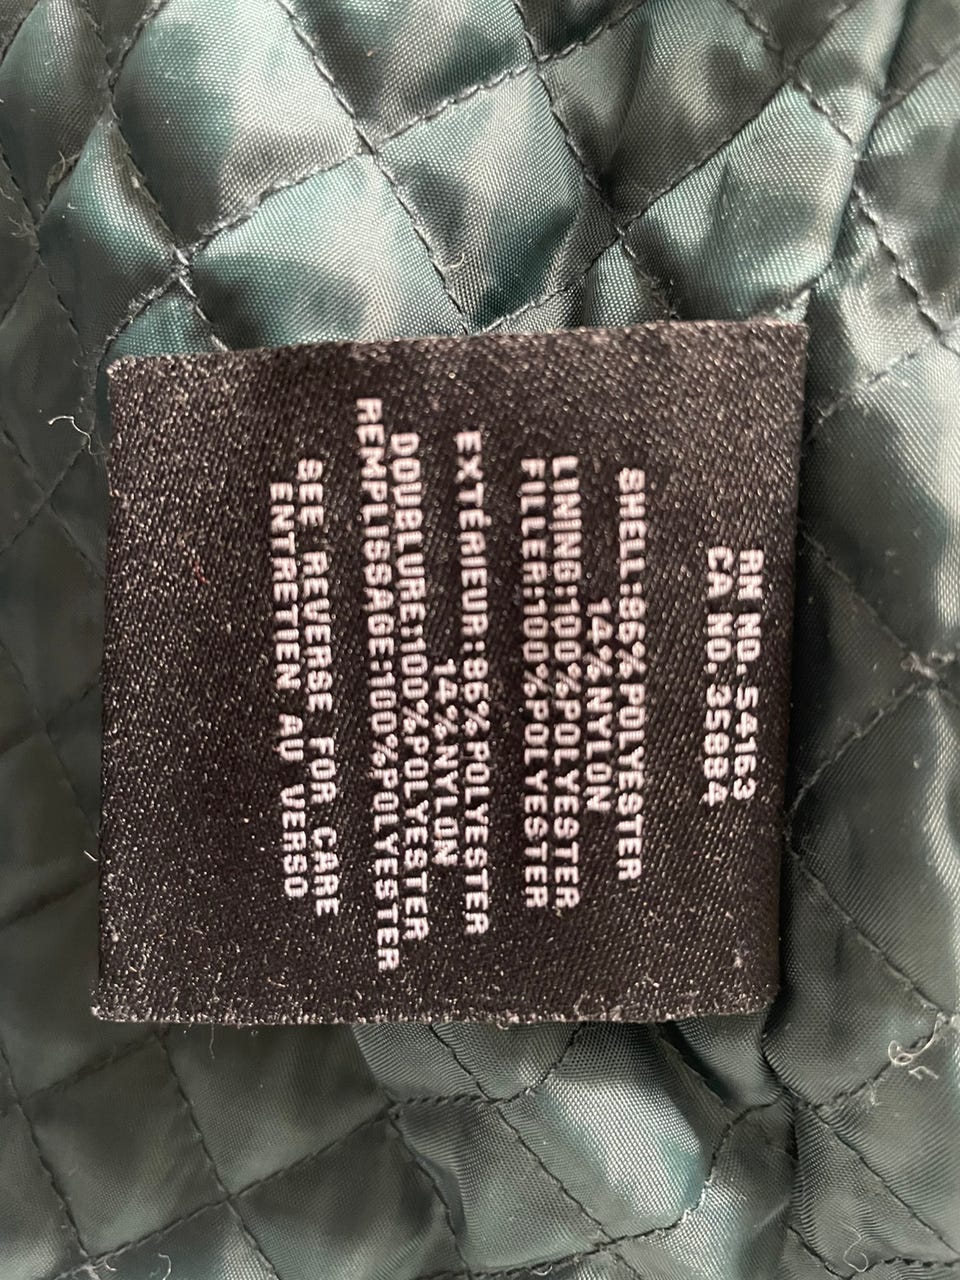 RN NO. 54163
CA NO. 35884
SHELL:86%POLYESTER
14%NYLON
LINING:100%POLYESTER
FILLER:100%POLYESTER
EXTÉRIEUR:86%POLYESTER
14%NYLON
DOUBLURE:100%POLYESTER
REMPLISSAGE:100%POLYESTER
SEE REVERSE FOR CARE
ENTRETIEN AU VERSO